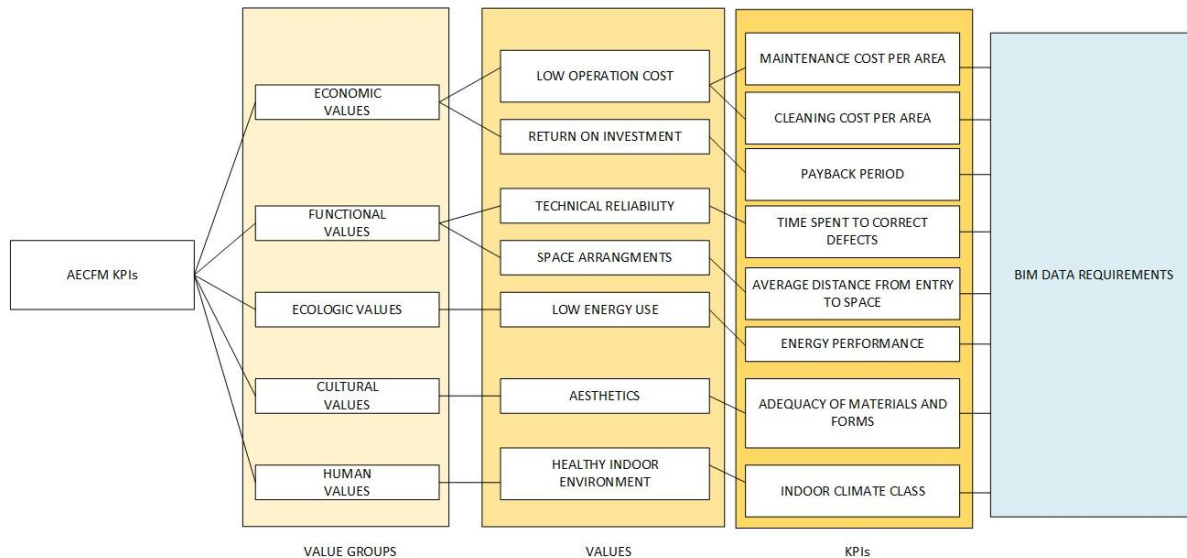 AECFM KPIs
ECONOMIC
VALUES
FUNCTIONAL
VALUES
ECOLOGIC VALUES
CULTURAL
VALUES
HUMAN
VALUES
VALUE GROUPS
LOW OPERATION COST
RETURN ON INVESTMENT
TECHNICAL RELIABILITY
SPACE ARRANGMENTS
LOW ENERGY USE
AESTHETICS
HEALTHY INDOOR
ENVIRONMENT
VALUES
MAINTENANCE COST PER AREA
CLEANING COST PER AREA
PAYBACK PERIOD
TIME SPENT TO CORRECT
DEFECTS
AVERAGE DISTANCE FROM ENTRY
TO SPACE
ENERGY PERFORMANCE
ADEQUACY OF MATERIALS AND
FORMS
INDOOR CLIMATE CLASS
KPIs
BIM DATA REQUIREMENTS